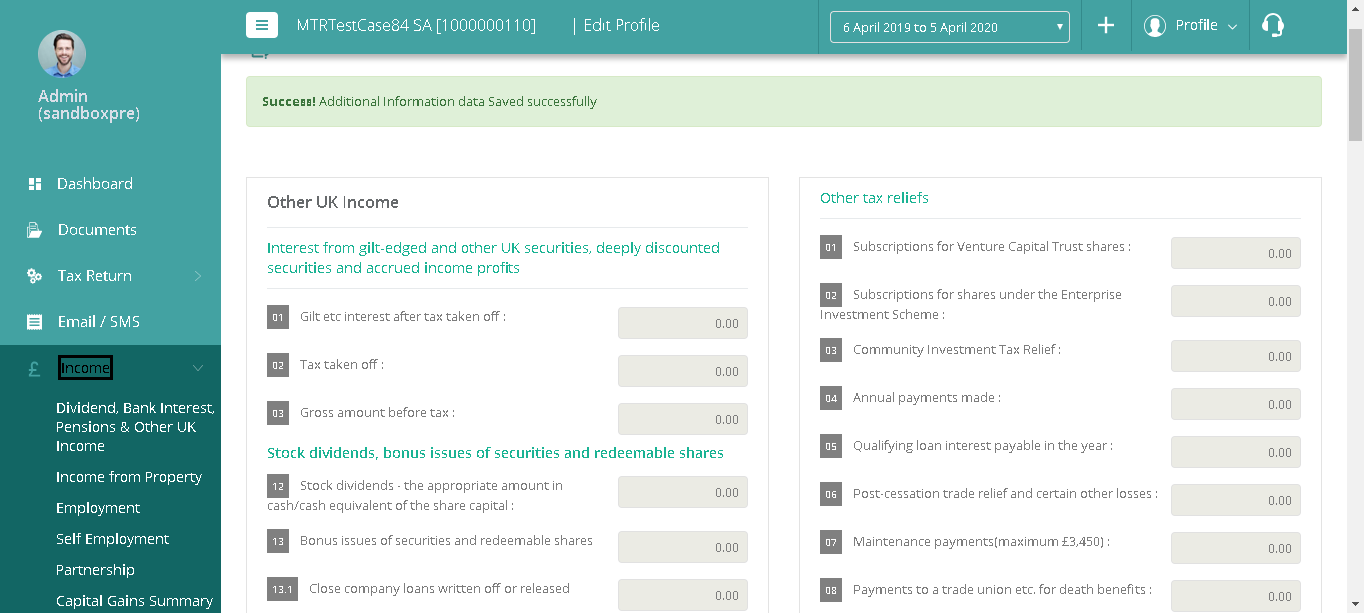 MTRTestCase84 SA [1000000110] | Edit Profile
6 April 2019 to 5 April 2020
Profile
Admin
(sandboxpre)
Dashboard
Documents
Tax Return
Email / SMS
£ Income
Dividend, Bank Interest,
Pensions & Other UK
Income
Income from Property
Employment
Self Employment
Partnership
Capital Gains Summary
Success! Additional Information data Saved successfully
Other UK Income
Interest from gilt-edged and other UK securities, deeply discounted
securities and accrued income profits
01 Gilt etc interest after tax taken off : 0.00
02 Tax taken off : 0.00
03 Gross amount before tax : 0.00
Stock dividends, bonus issues of securities and redeemable shares
12 Stock dividends - the appropriate amount in
cash/cash equivalent of the share capital : 0.00
13 Bonus issues of securities and redeemable shares 0.00
13.1 Close company loans written off or released 0.00
Other tax reliefs
01 Subscriptions for Venture Capital Trust shares : 0.00
02 Subscriptions for shares under the Enterprise
Investment Scheme : 0.00
03 Community Investment Tax Relief : 0.00
04 Annual payments made : 0.00
05 Qualifying loan interest payable in the year : 0.00
06 Post-cessation trade relief and certain other losses : 0.00
07 Maintenance payments(maximum £3,450) : 0.00
08 Payments to a trade union etc. for death benefits : 0.00